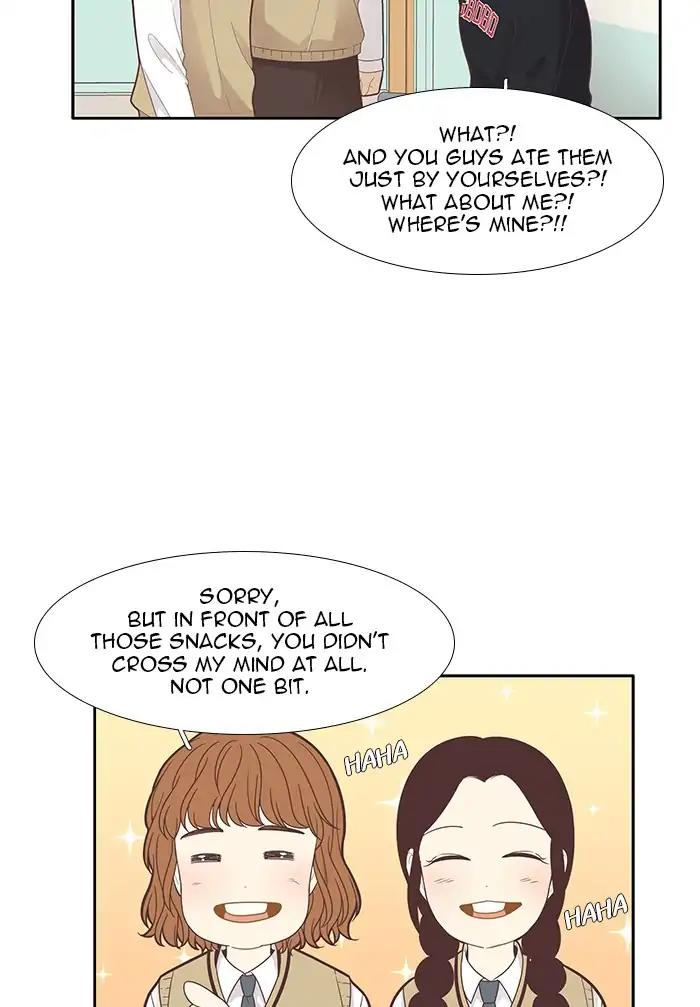 BOBO
WHAT?!
AND YOU GUYS ATE THEM
JUST BY YOURSELVES?!
WHAT ABOUT ME?!
WHERE'S MINE?!!
SORRY,
BUT IN FRONT OF ALL
THOSE SNACKS, YOU DIDN'T
CROSS MY MIND AT ALL.
NOT ONE BIT.
HAHA
HAHA